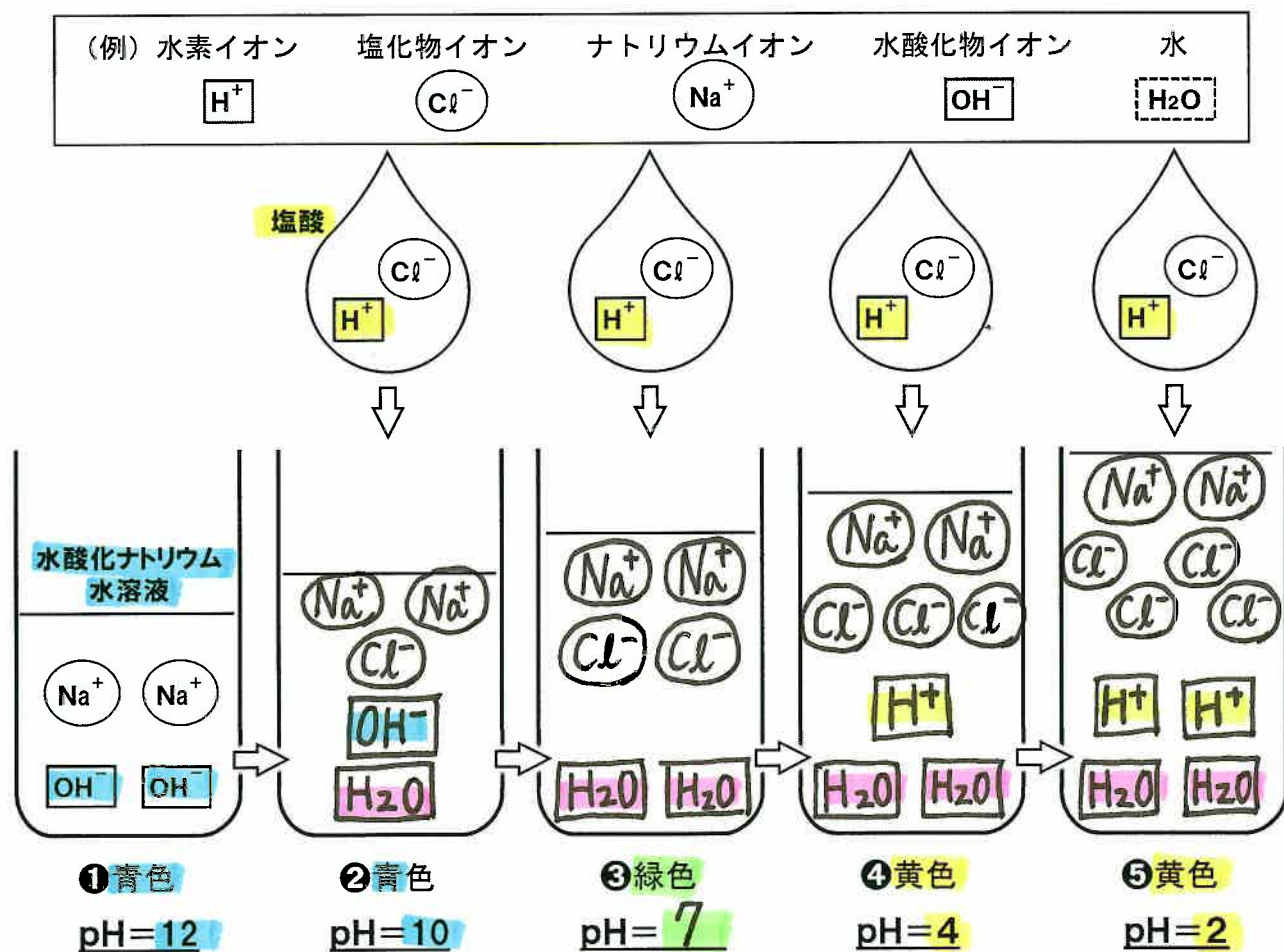 (例) 水素イオン 塩化物イオン ナトリウムイオン 水酸化物イオン 水
H⁺ Cℓ⁻ Na⁺ OH⁻ H₂O
塩酸
Cℓ⁻ Cℓ⁻ Cℓ⁻ Cℓ⁻
H⁺ H⁺ H⁺ H⁺
水酸化ナトリウム
水溶液
Na⁺ Na⁺
OH⁻ OH⁻
Na⁺ Na⁺
Cl⁻
OH⁻
H₂O
Na⁺ Na⁺
Cl⁻ Cl⁻
H₂O H₂O
Na⁺ Na⁺
Cl⁻ Cl⁻ Cl⁻
H⁺
H₂O H₂O
Na⁺ Na⁺
Cl⁻ Cl⁻
Cl⁻ Cl⁻
H⁺ H⁺
H₂O H₂O
❶青色 ❷青色 ❸緑色 ❹黄色 ❺黄色
pH=12 pH=10 pH=7 pH=4 pH=2